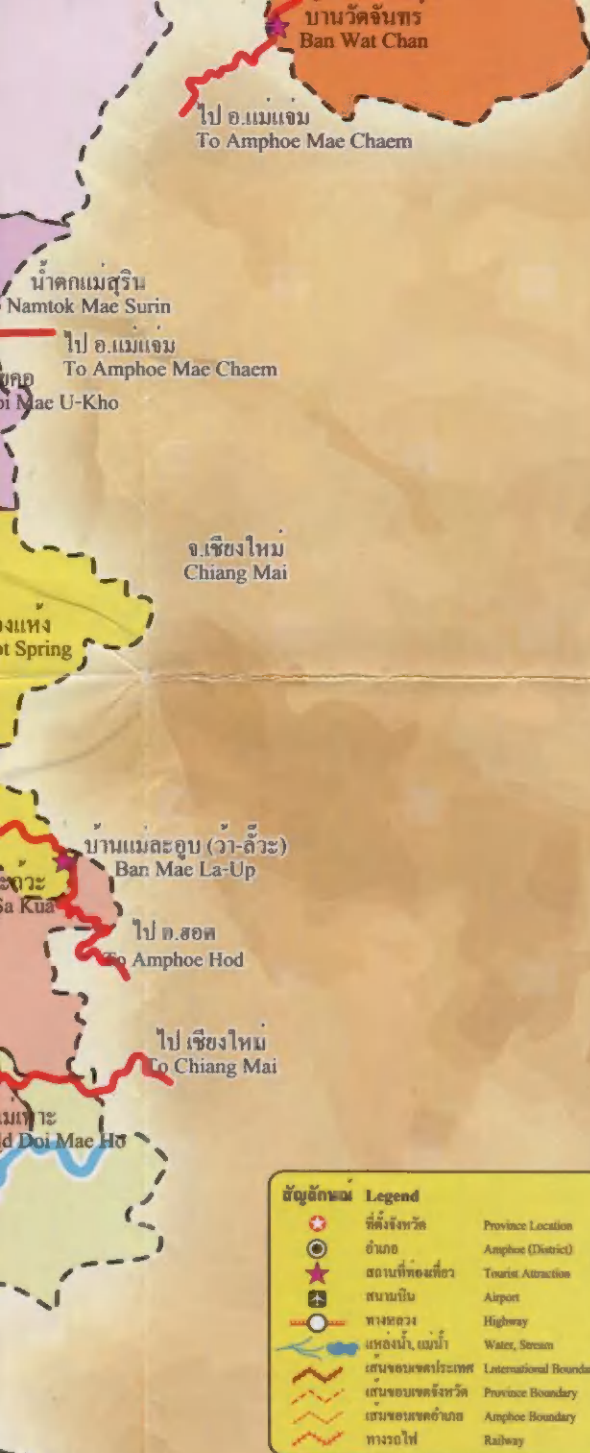 บ้านวัดจันทร์
Ban Wat Chan
ไป อ.แม่แจ่ม
To Amphoe Mae Chaem
น้ำตกแม่สุริน
Namtok Mae Surin
ไป อ.แม่แจ่ม
To Amphoe Mae Chaem
Mae U-Kho
จ.เชียงใหม่
Chiang Mai
Spring
บ้านแม่ละอูบ (ว้า-ลั๊วะ)
Ban Mae La-Up
Sa Kua
ไป อ.ฮอด
To Amphoe Hod
ไป เชียงใหม่
To Chiang Mai
Doi Mae Ho
สัญลักษณ์ Legend
ที่ตั้งจังหวัด Province Location
อำเภอ Amphoe (District)
สถานที่ท่องเที่ยว Tourist Attraction
สนามบิน Airport
ทางหลวง Highway
แหล่งน้ำ, แม่น้ำ Water, Stream
เส้นขอบเขตประเทศ International
เส้นขอบเขตจังหวัด Province Boundary
เส้นขอบเขตอำเภอ Amphoe Boundary
ทางรถไฟ Railway